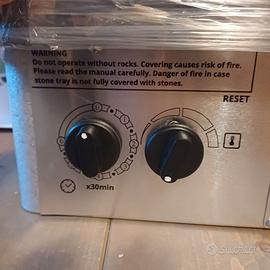 WARNING
Do not operate without rocks. Covering causes risk of fire.
Please read the manual carefully. Danger of fire in case
stone tray is not fully covered with stones.
RESET
x30min